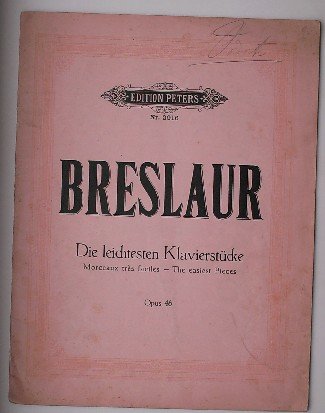 EDITION PETERS
BRESLAUR
Die leichtesten Klavierstücke
Morceaux très faciles — The easiest Pieces
Opus 46